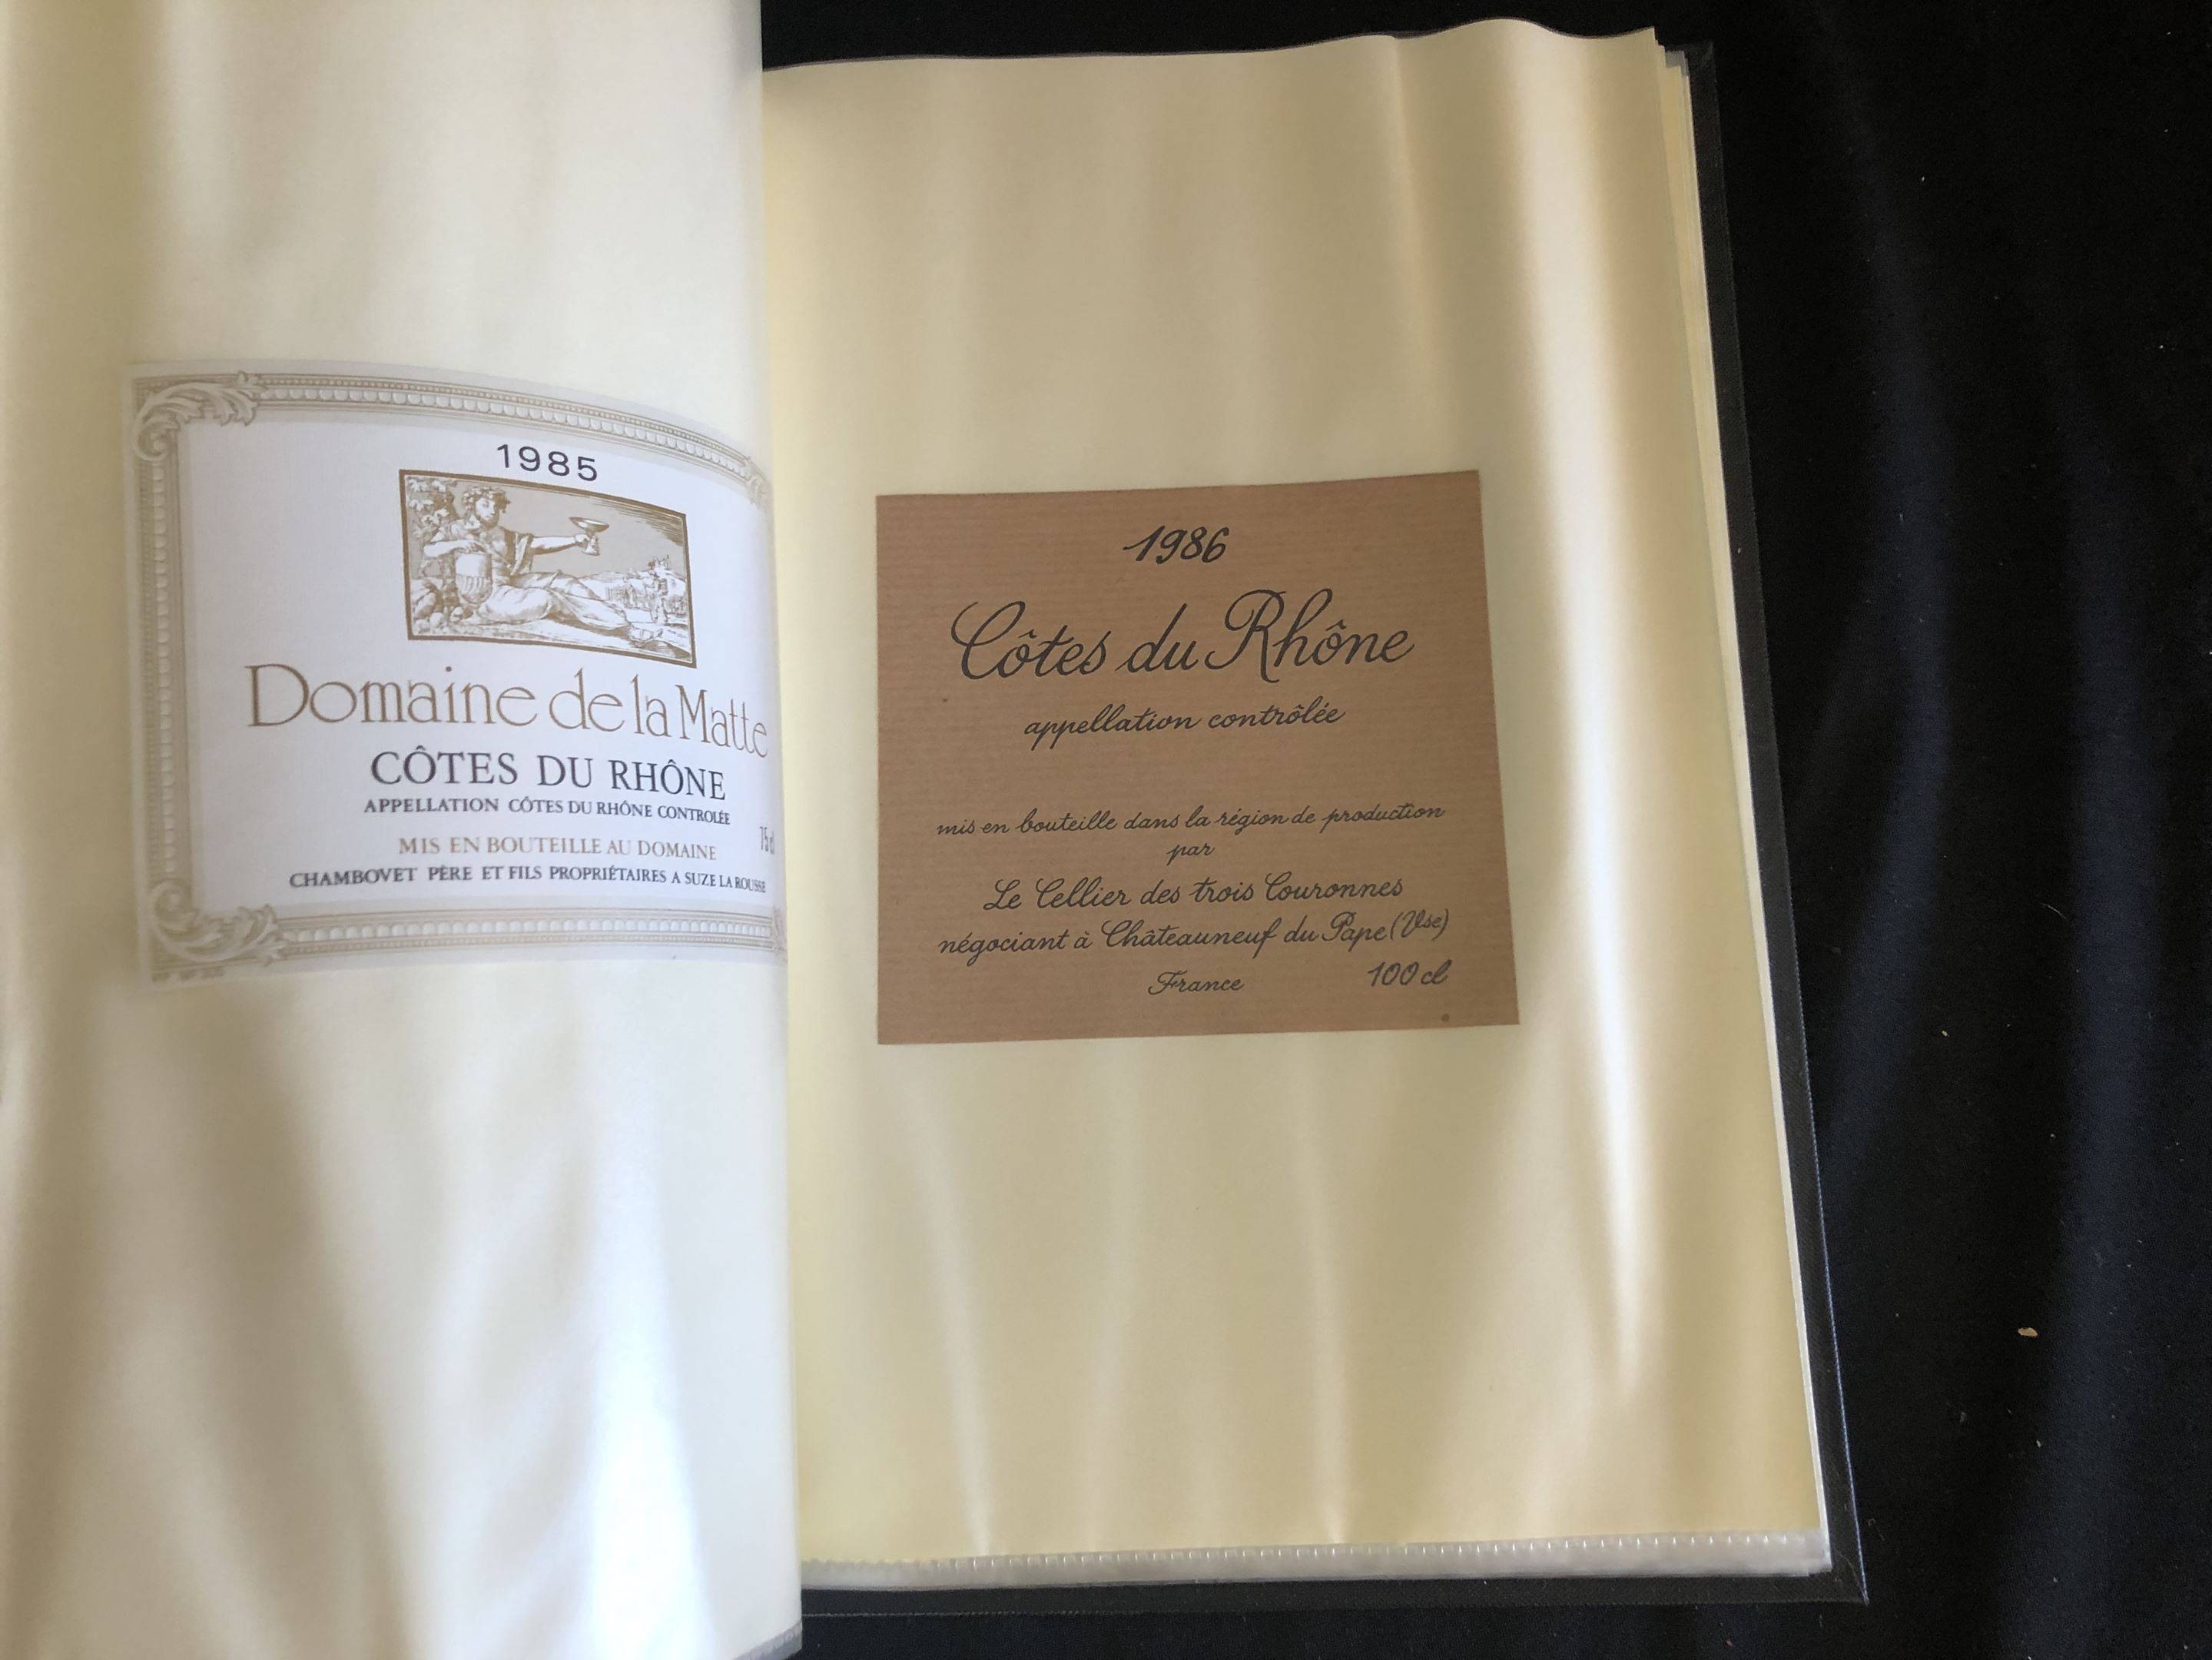 1985
Domaine de la Matte
CÔTES DU RHÔNE
APPELLATION CÔTES DU RHÔNE CONTROLÉE
75 cl
MIS EN BOUTEILLE AU DOMAINE
CHAMBOVET PÈRE ET FILS PROPRIÉTAIRES A SUZE LA ROUSSE
1986
Côtes du Rhône
appellation contrôlée
mis en bouteille dans la région de production
par
Le Cellier des trois Couronnes
négociant à Châteauneuf du Pape (Vse)
France 100 cl